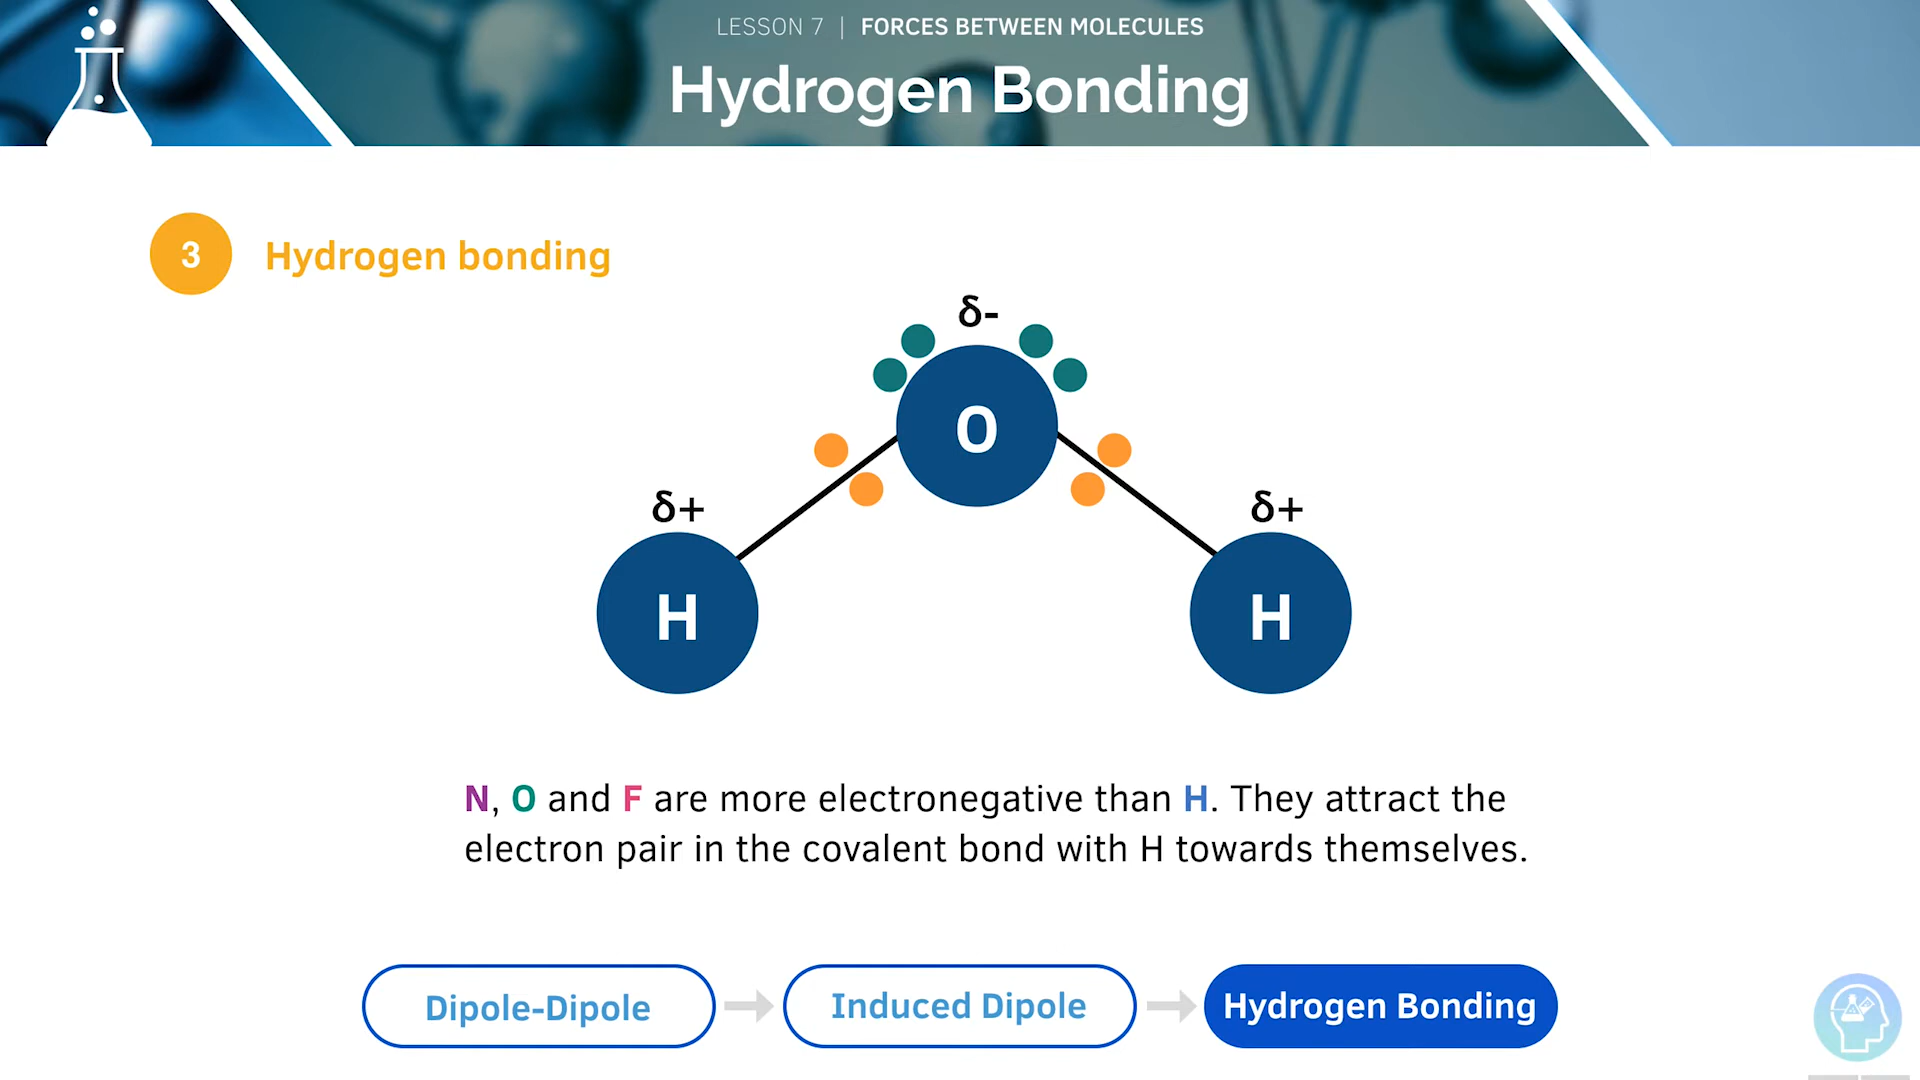 LESSON 7 | FORCES BETWEEN MOLECULES
Hydrogen Bonding
3 Hydrogen bonding
δ-
O
δ+ δ+
H H
N, O and F are more electronegative than H. They attract the
electron pair in the covalent bond with H towards themselves.
Dipole-Dipole Induced Dipole Hydrogen Bonding